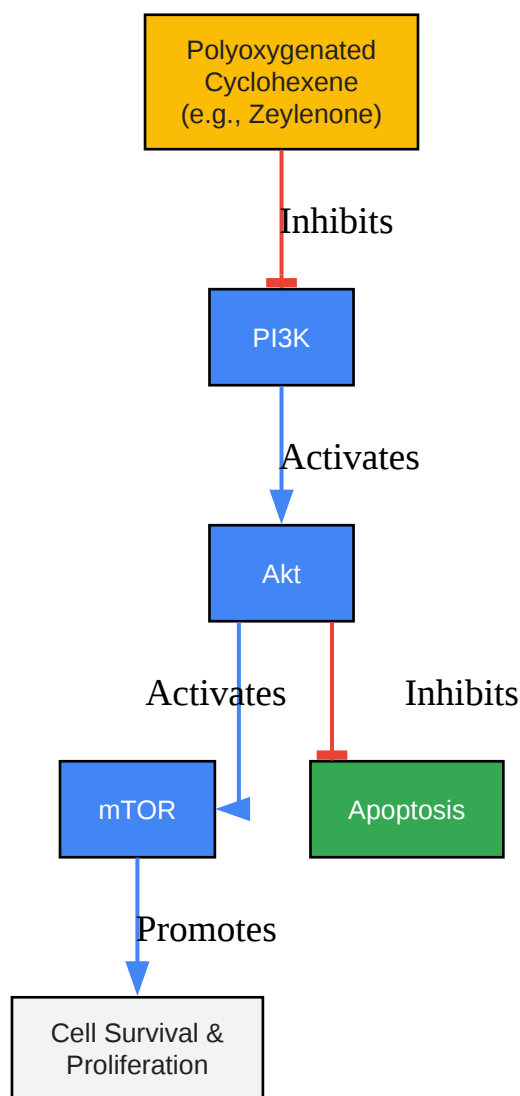 Polyoxygenated
Cyclohexene
(e.g., Zeylenone)
Inhibits
PI3K
Activates
Akt
Activates
Inhibits
mTOR
Apoptosis
Promotes
Cell Survival &
Proliferation